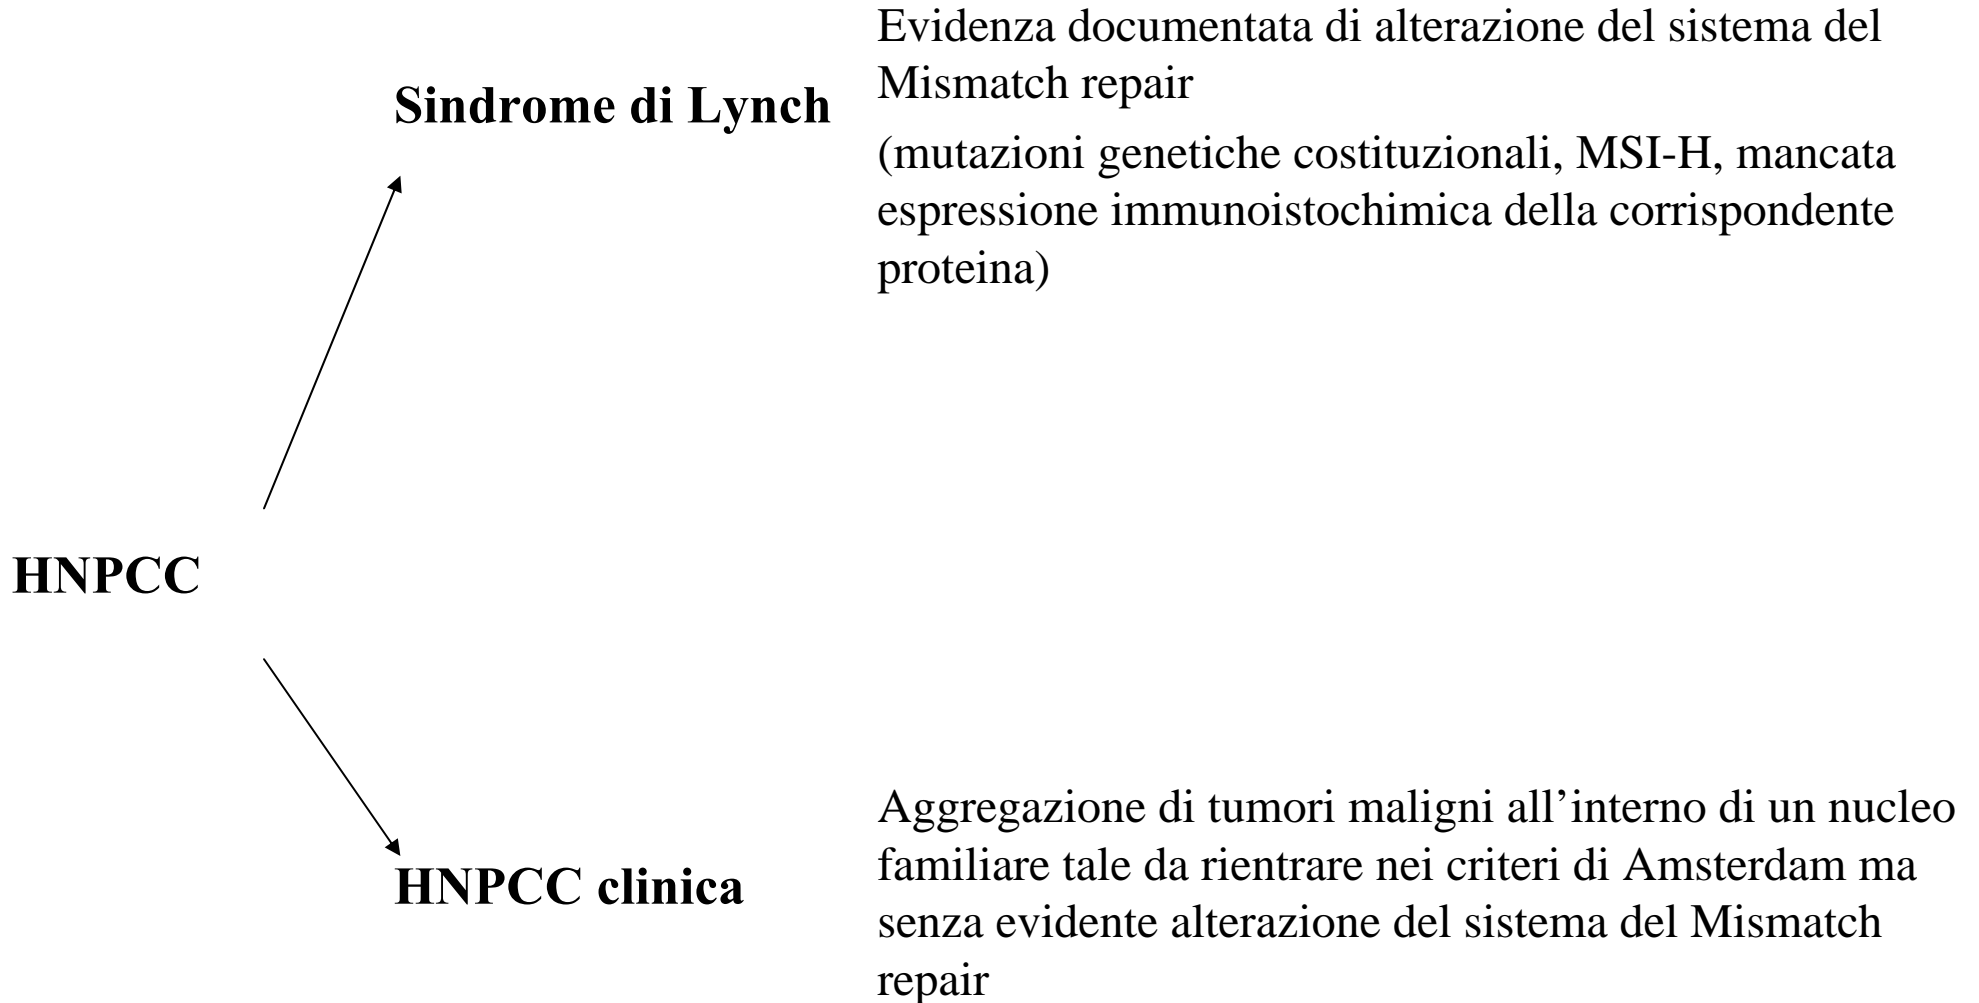 Evidenza documentata di alterazione del sistema del
Mismatch repair
Sindrome di Lynch
(mutazioni genetiche costituzionali, MSI-H, mancata
espressione immunoistochimica della corrispondente
proteina)
HNPCC
Aggregazione di tumori maligni all’interno di un nucleo
familiare tale da rientrare nei criteri di Amsterdam ma
HNPCC clinica
senza evidente alterazione del sistema del Mismatch
repair